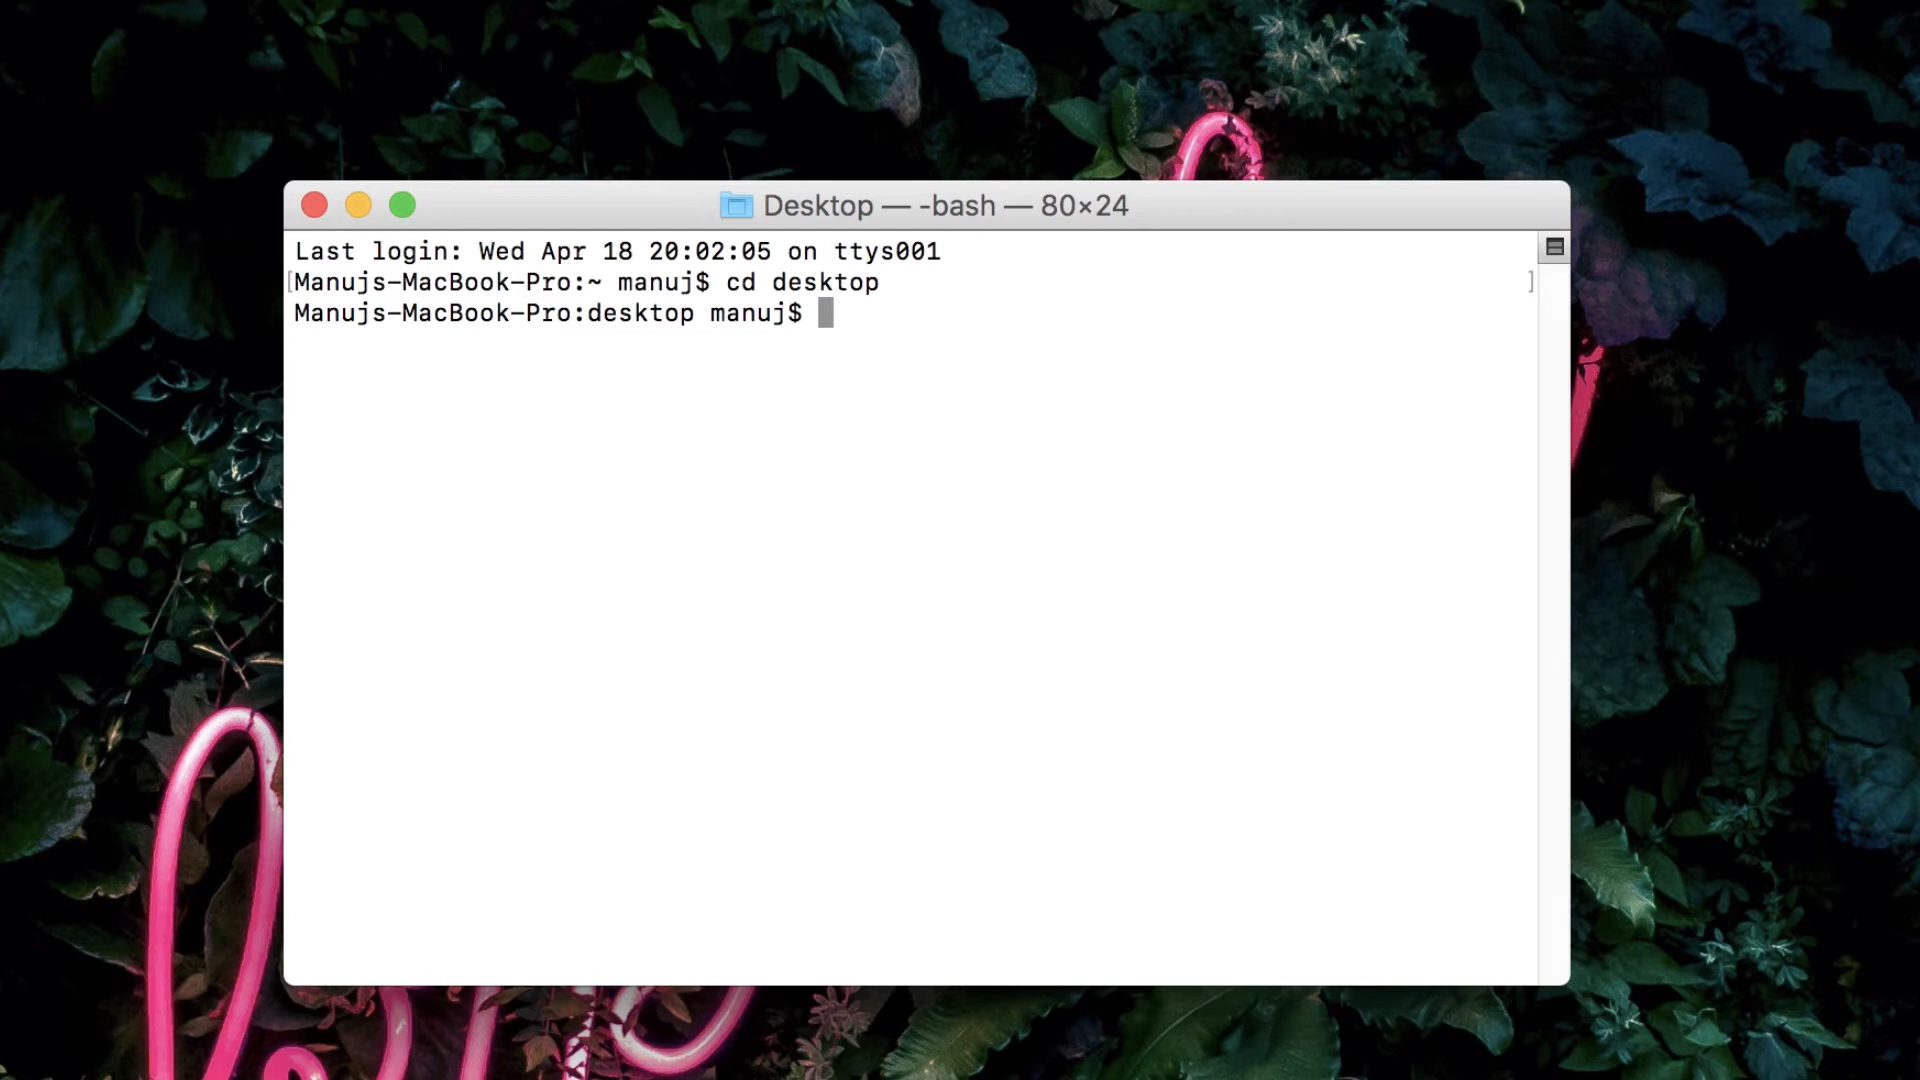 Desktop — -bash — 80×24
Last login: Wed Apr 18 20:02:05 on ttys001
[Manujs-MacBook-Pro:~ manuj$ cd desktop ]
Manujs-MacBook-Pro:desktop manuj$